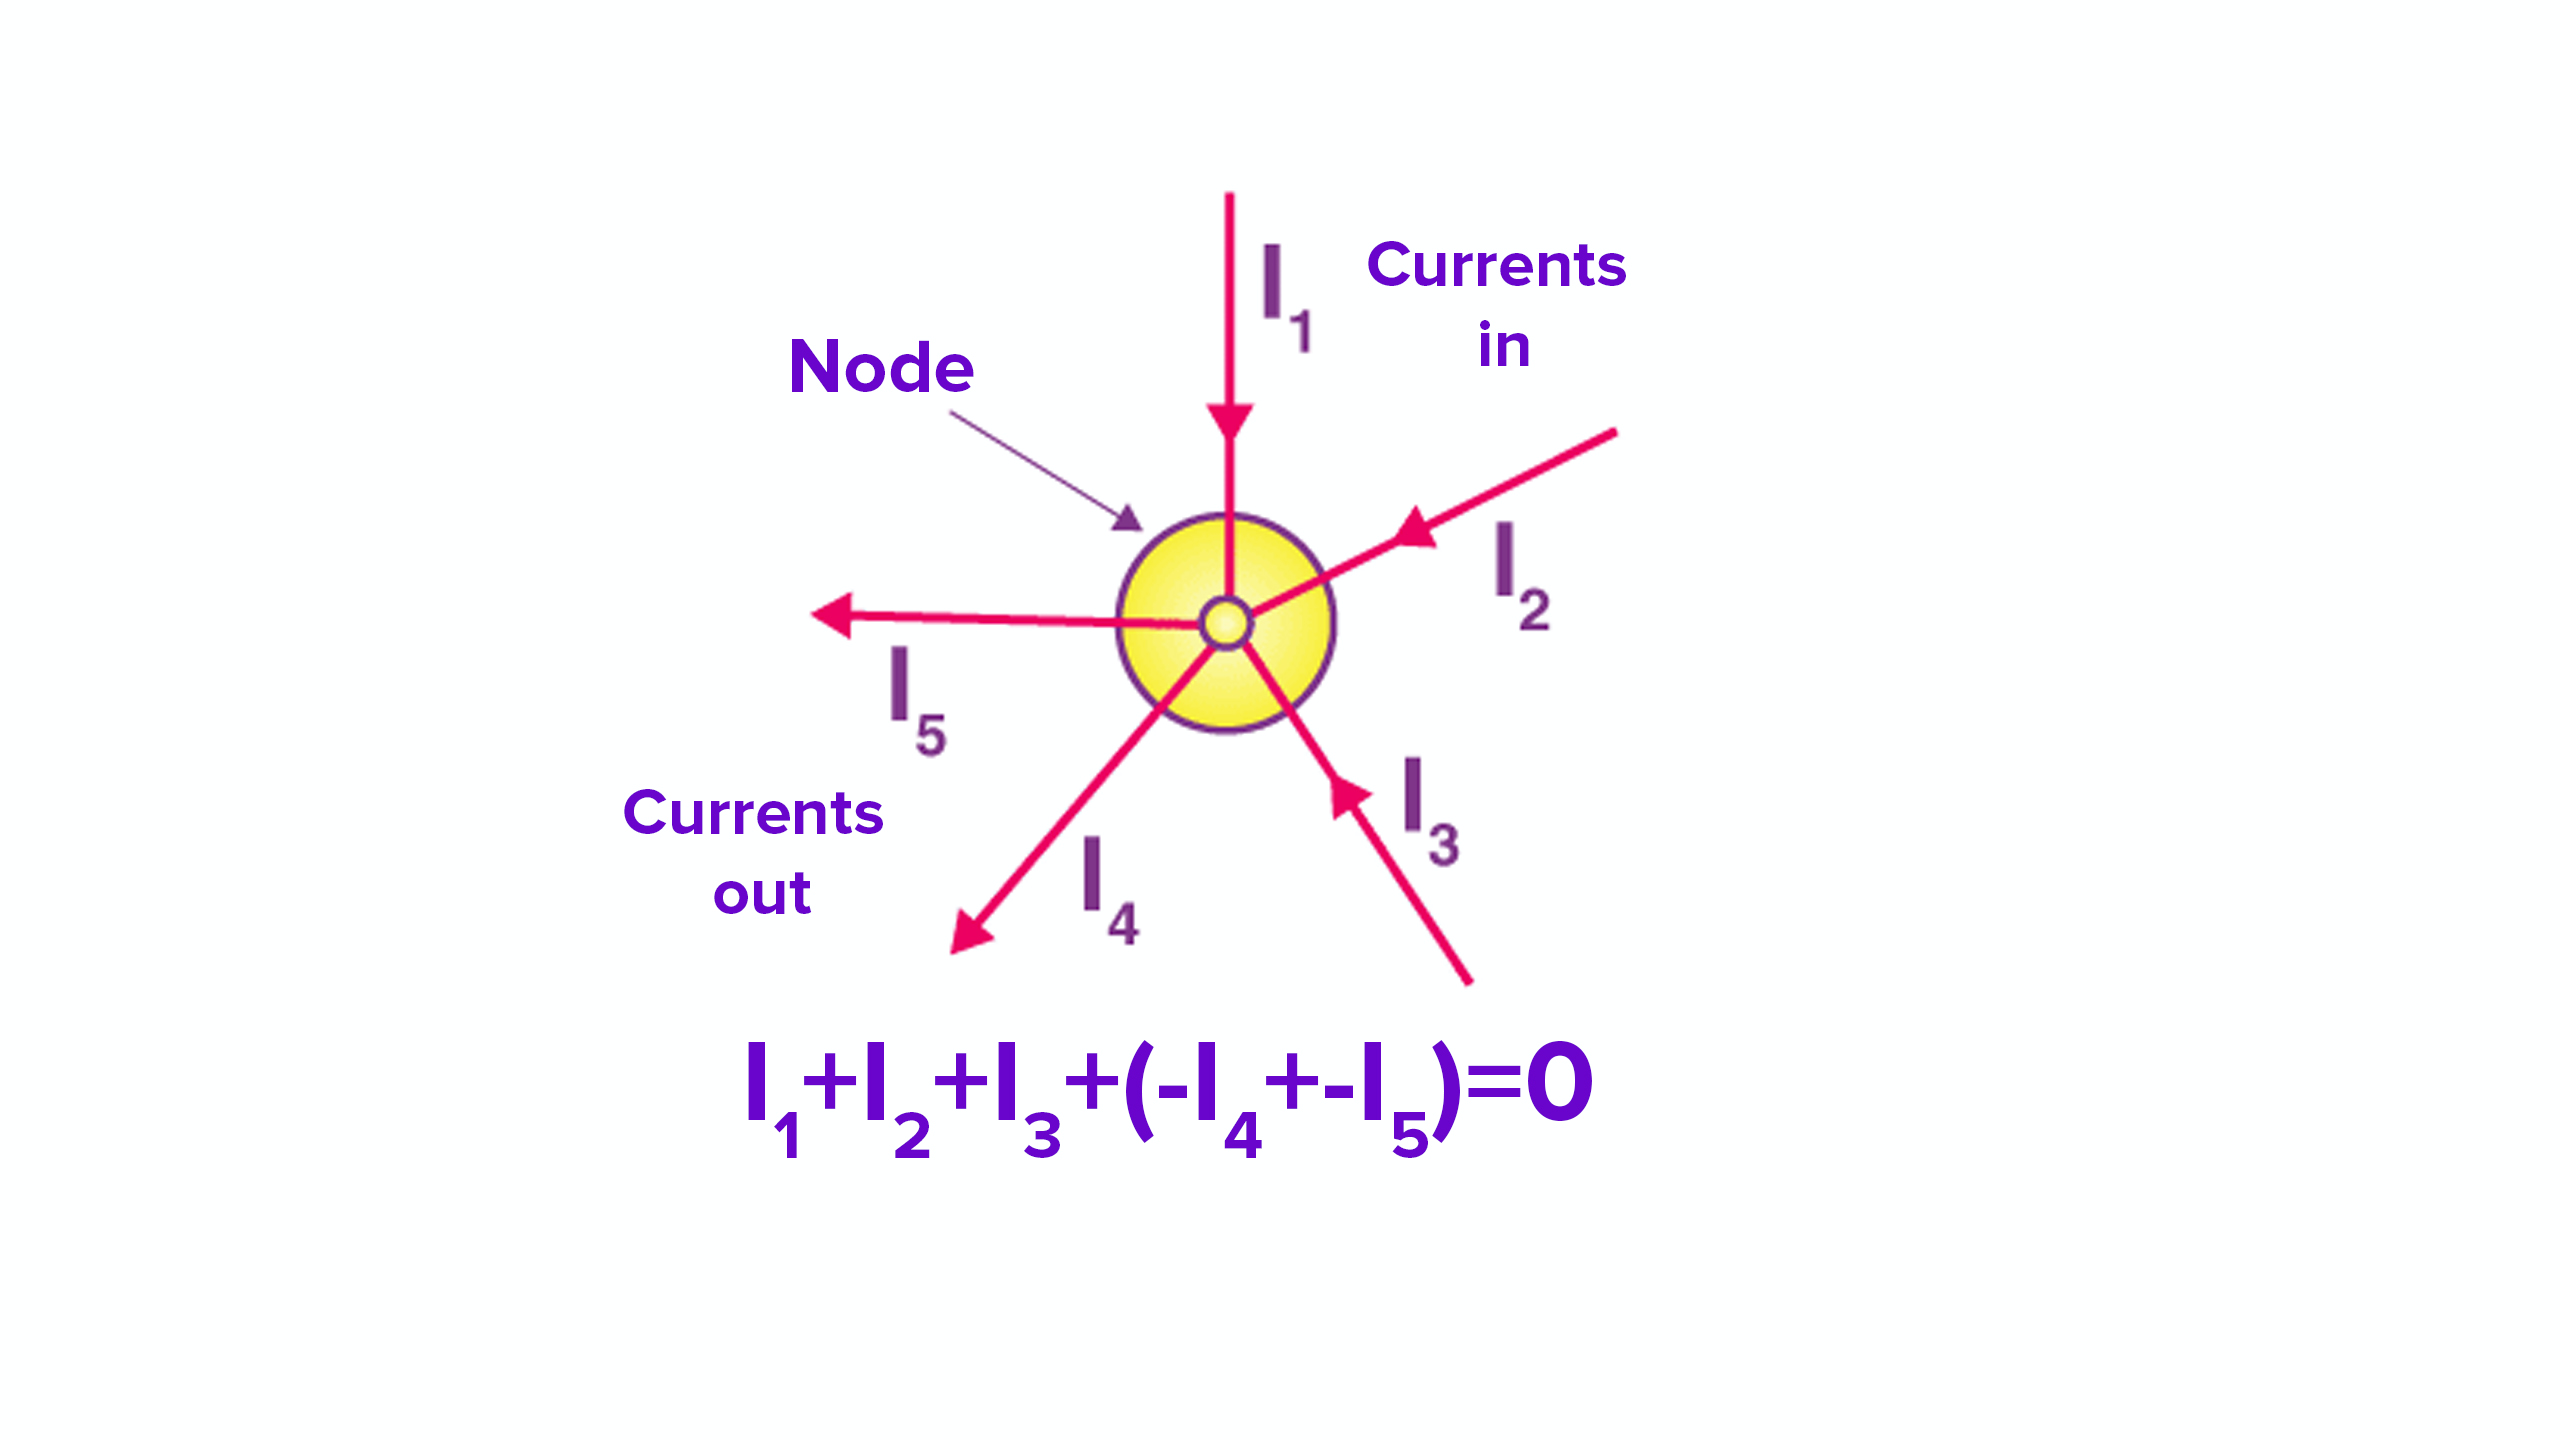 I₁
Currents
in
Node
I₂
I₅
I₃
Currents
out
I₄
I₁+I₂+I₃+(-I₄+-I₅)=0